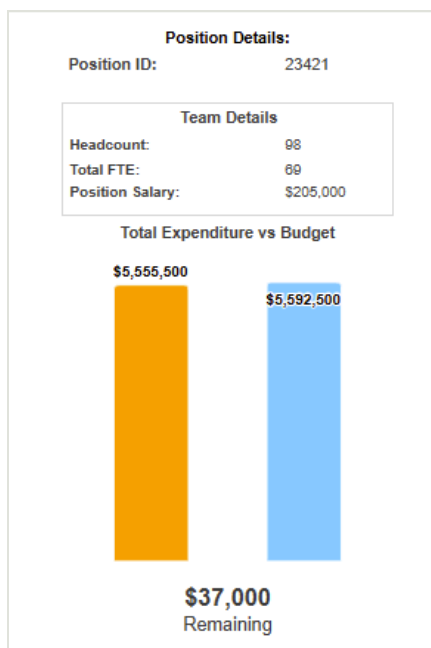 Position Details:
Position ID: 23421
Team Details
Headcount: 98
Total FTE: 69
Position Salary: $205,000
Total Expenditure vs Budget
$5,555,500
$5,592,500
$37,000
Remaining